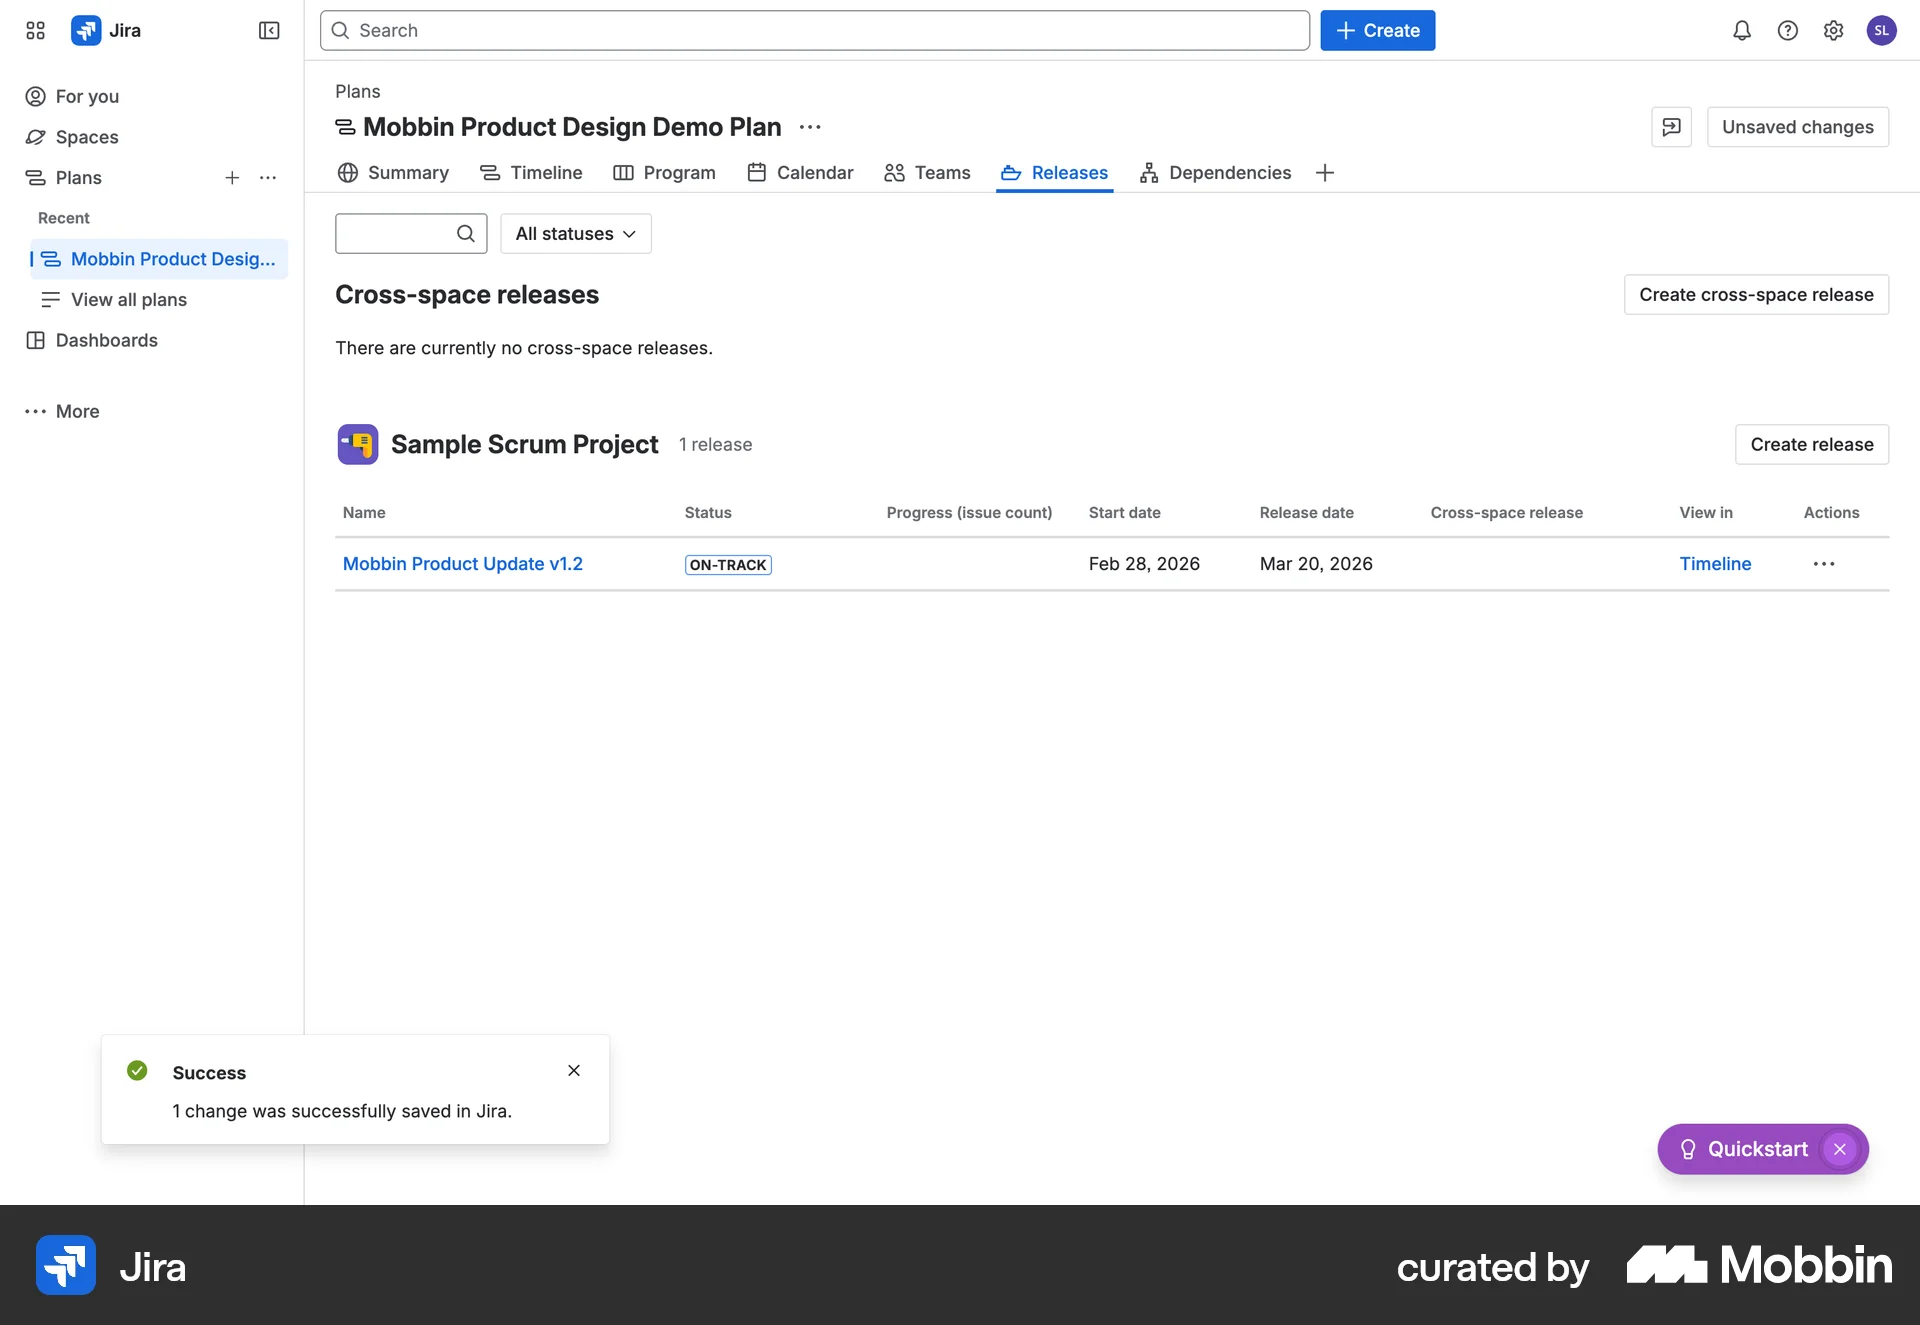 Jira
Search
Create
SL
For you
Spaces
Plans
Recent
Mobbin Product Desig...
View all plans
Dashboards
More
Plans
Mobbin Product Design Demo Plan
Unsaved changes
Summary
Timeline
Program
Calendar
Teams
Releases
Dependencies
All statuses
Cross-space releases
Create cross-space release
There are currently no cross-space releases.
Sample Scrum Project 1 release
Create release
Name Status Progress (issue count) Start date Release date Cross-space release View in Actions
Mobbin Product Update v1.2 ON-TRACK Feb 28, 2026 Mar 20, 2026 Timeline
Success
1 change was successfully saved in Jira.
Quickstart
Jira
curated by Mobbin